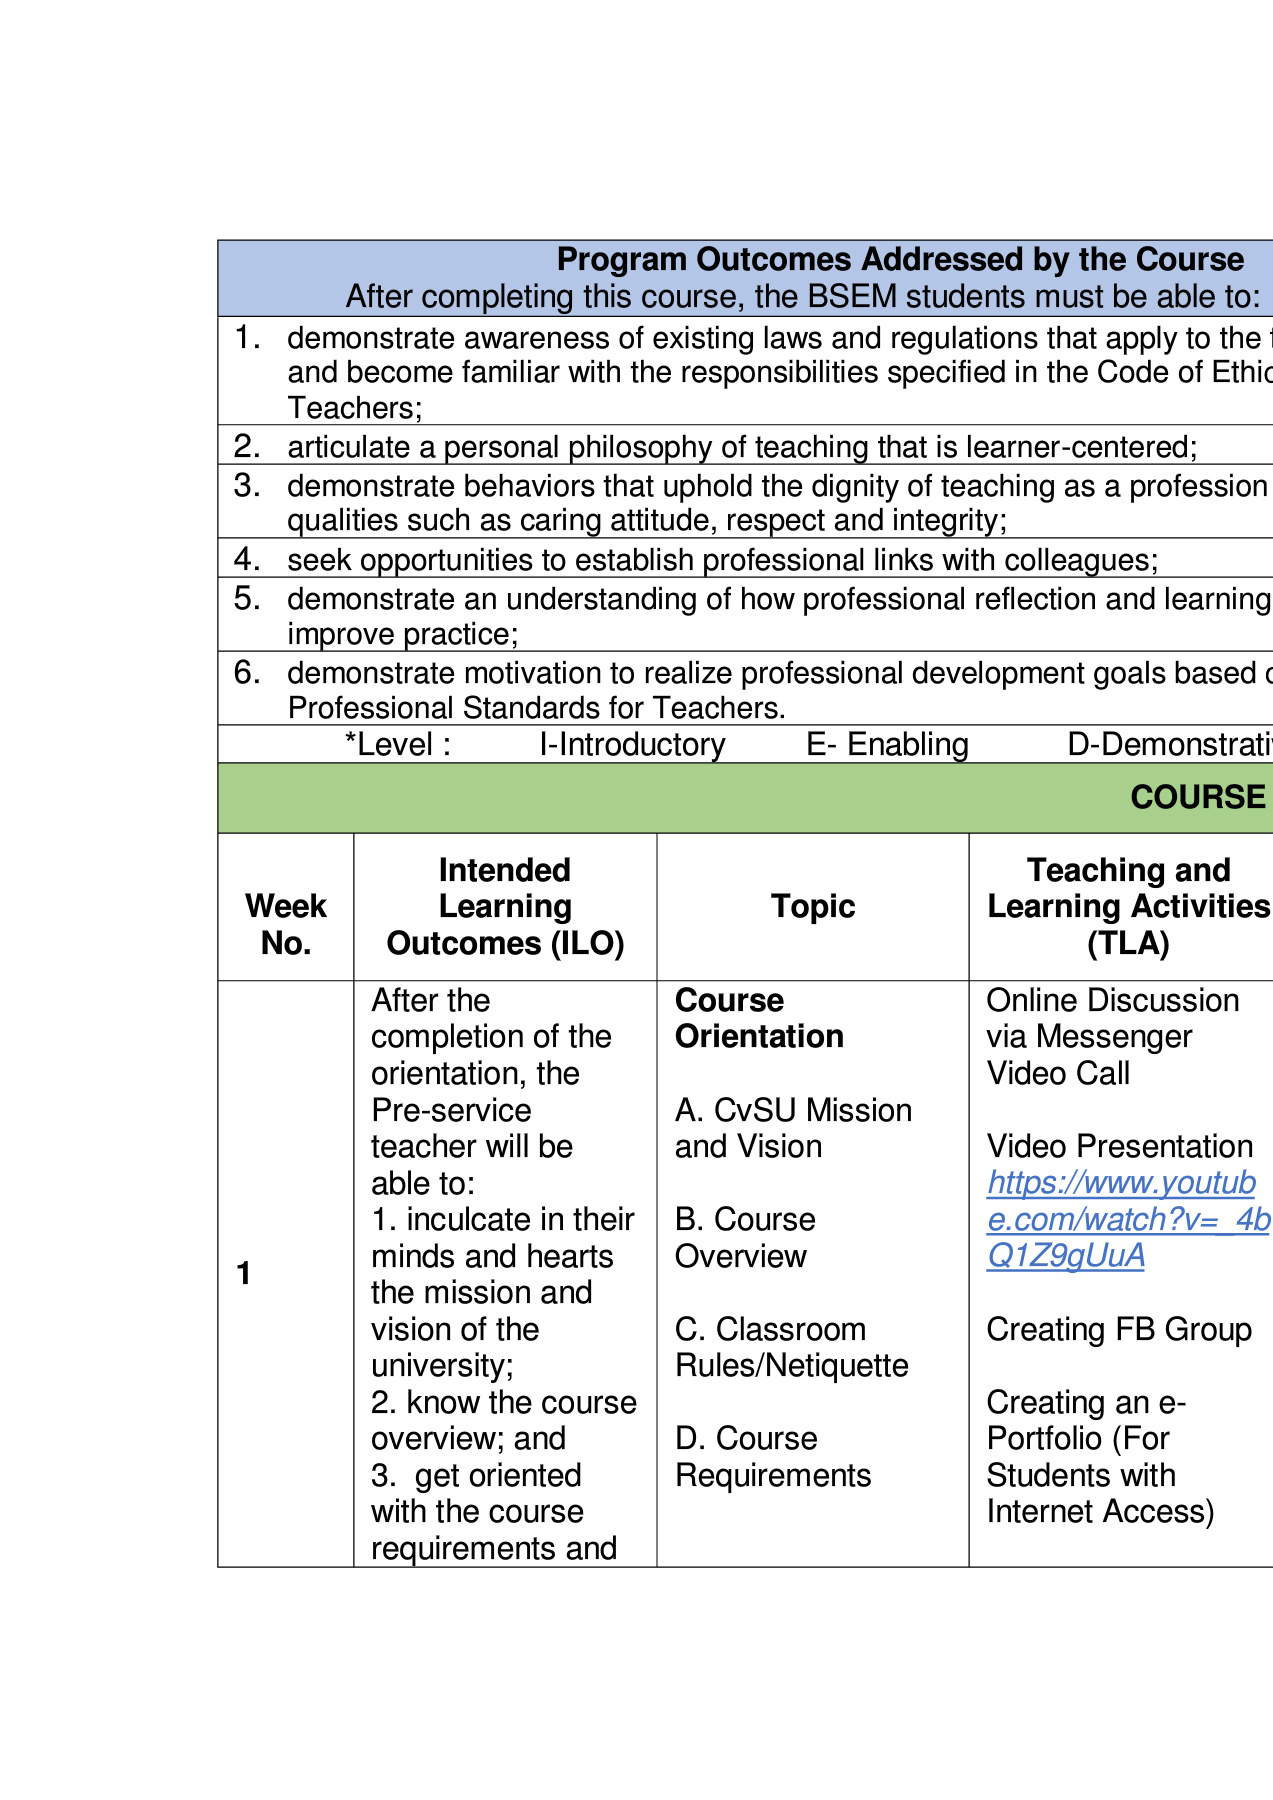 Program Outcomes Addressed by the Course
After completing this course, the BSEM students must be able to:
1. demonstrate awareness of existing laws and regulations that apply to the
and become familiar with the responsibilities specified in the Code of
Teachers;
2. articulate a personal philosophy of teaching that is learner-centered;
3. demonstrate behaviors that uphold the dignity of teaching as a profession
qualities such as caring attitude, respect and integrity;
4. seek opportunities to establish professional links with colleagues;
5. demonstrate an understanding of how professional reflection and learning
improve practice;
6. demonstrate motivation to realize professional development goals based
Professional Standards for Teachers.
*Level : I-Introductory E- Enabling
COURSE
Week
No.
Intended
Learning
Outcomes (ILO)
Topic
Teaching and
Learning Activities
(TLA)
1
After the
completion of the
orientation, the
Pre-service
teacher will be
able to:
1. inculcate in their
minds and hearts
the mission and
vision of the
university;
2. know the course
overview; and
3. get oriented
with the course
requirements and
Course
Orientation
A. CvSU Mission
and Vision
B. Course
Overview
C. Classroom
Rules/Netiquette
D. Course
Requirements
Online Discussion
via Messenger
Video Call
Video Presentation
https://www.youtub
e.com/watch?v=_4b
Q1Z9gUuA
Creating FB Group
Creating an e-
Portfolio (For
Students with
Internet Access)